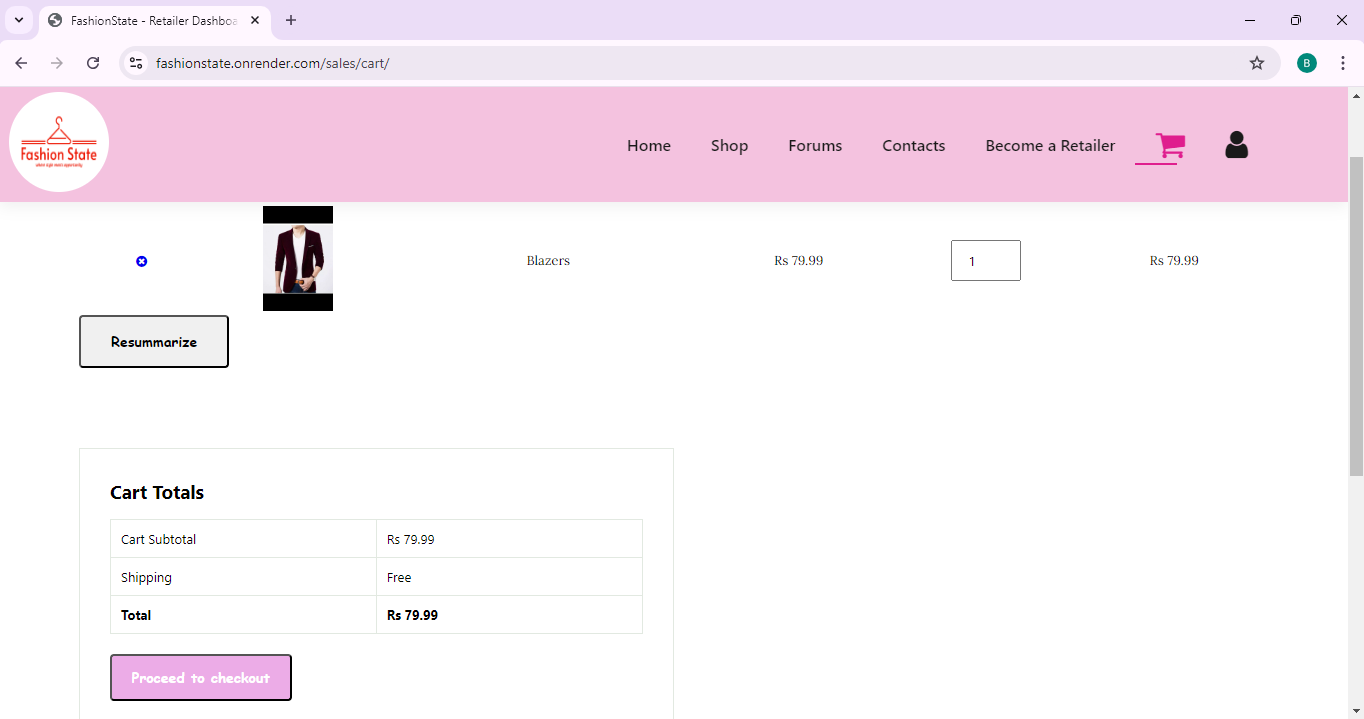 FashionState - Retailer Dashboa
fashionstate.onrender.com/sales/cart/
B
Fashion State
Home
Shop
Forums
Contacts
Become a Retailer
Blazers
Rs 79.99
1
Rs 79.99
Resummarize
Cart Totals
Cart Subtotal
Rs 79.99
Shipping
Free
Total
Rs 79.99
Proceed to checkout